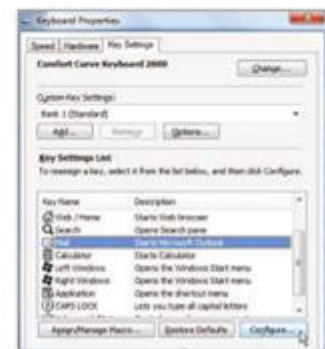 Keyboard Properties
Speed Hardware Key Settings
Comfort Curve Keyboard 2000
Change...
Custom Key Settings:
Bank 1 (Standard)
Add... Rename Options...
Key Settings List
To reassign a key, select it from the list below, and then click Configure.
Key Name Description
Web / Home Starts Web browser
Search Opens Search pane
Mail Starts Microsoft Outlook
Calculator Starts Calculator
Left Windows Opens the Windows Start menu
Right Windows Opens the Windows Start menu
Application Opens the shortcut menu
CAPS LOCK Lets you type all capital letters
Assign/Manage Macro... Restore Defaults Configure...